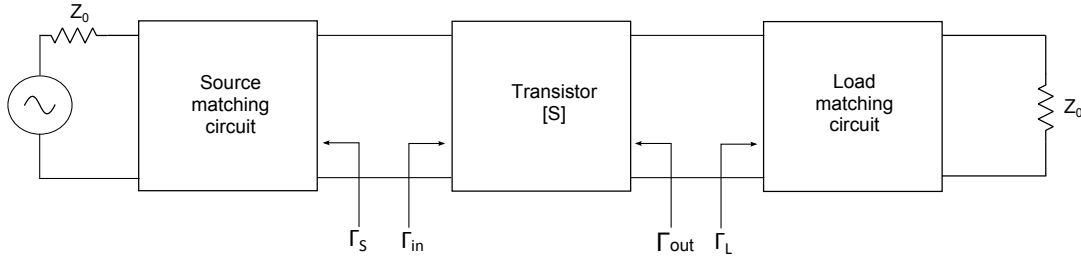 Z₀
Source
matching
circuit
Transistor
[S]
Load
matching
circuit
Z₀
Γ_S
Γ_in
Γ_out
Γ_L